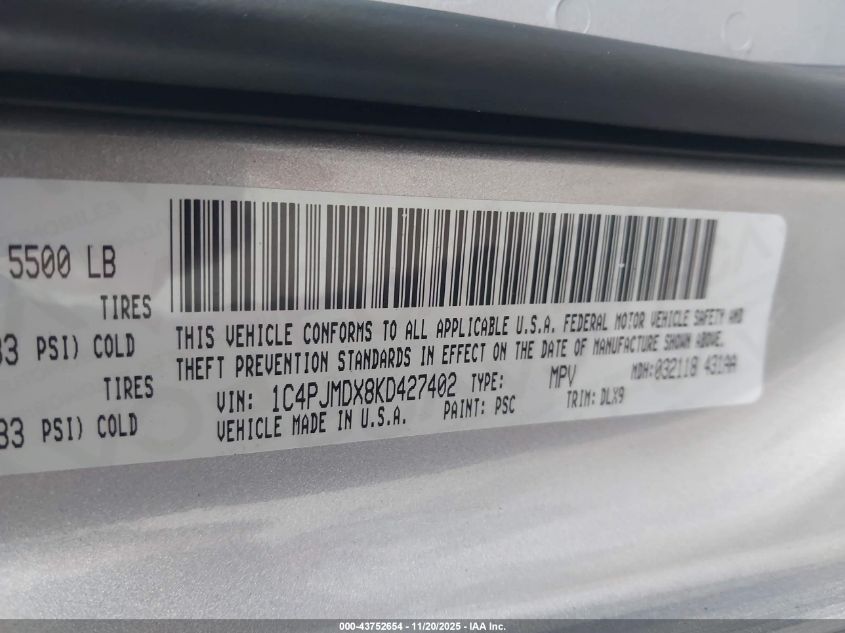 5500 LB
TIRES
33 PSI) COLD
TIRES
33 PSI) COLD
THIS VEHICLE CONFORMS TO ALL APPLICABLE U.S.A. FEDERAL MOTOR VEHICLE SAFETY AND
THEFT PREVENTION STANDARDS IN EFFECT ON THE DATE OF MANUFACTURE SHOWN ABOVE.
VIN: 1C4PJMDX8KD427402 TYPE: MPV MDH: 032118 431AA
VEHICLE MADE IN U.S.A. PAINT: PSC TRIM: DLX9
000-43752654 - 11/20/2025 - IAA Inc.